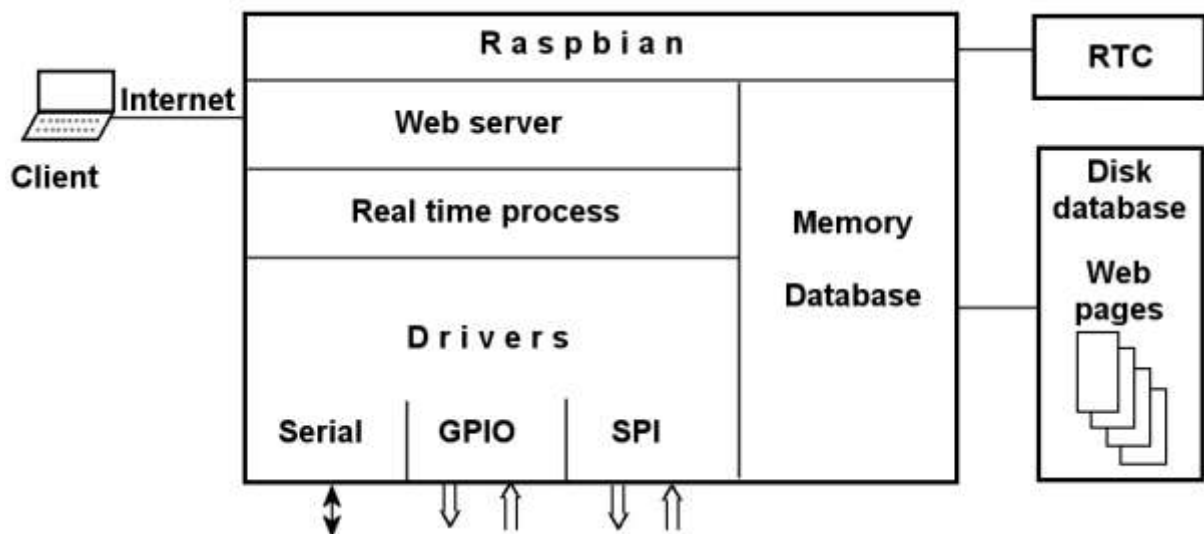 Raspbian
RTC
Internet
Web server
Client
Disk
database
Real time process
Memory
Database
Web
pages
Drivers
Serial
GPIO
SPI